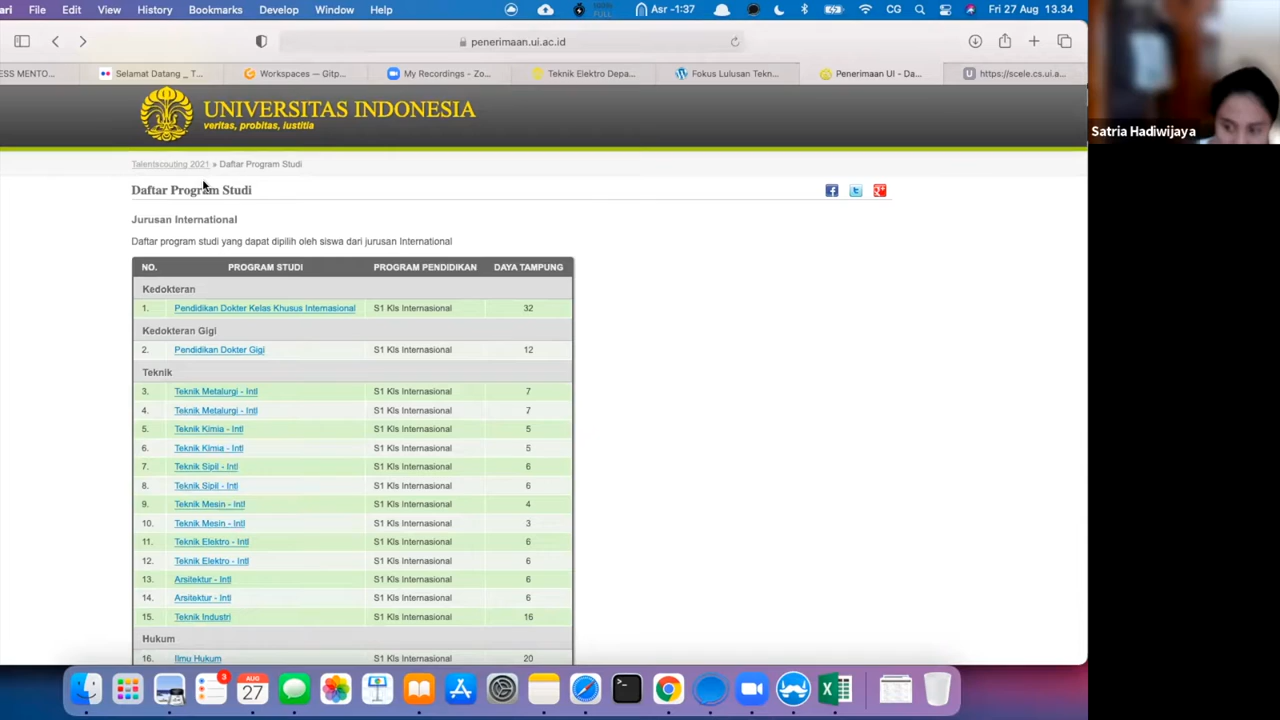 ari File Edit View History Bookmarks Develop Window Help Asr -1:37 CG Fri 27 Aug 13.34
penerimaan.ui.ac.id
ESS MENTO... Selamat Datang _ T... Workspaces — Gitp... My Recordings - Zo... Teknik Elektro Depa... Fokus Lulusan Tekn... Penerimaan UI - Da... https://scele.cs.ui.a...
UNIVERSITAS INDONESIA
veritas, probitas, iustitia
Satria Hadiwijaya
Talentscouting 2021 » Daftar Program Studi
Daftar Program Studi
Jurusan International
Daftar program studi yang dapat dipilih oleh siswa dari jurusan International
NO. PROGRAM STUDI PROGRAM PENDIDIKAN DAYA TAMPUNG
Kedokteran
1. Pendidikan Dokter Kelas Khusus Internasional S1 Kls Internasional 32
Kedokteran Gigi
2. Pendidikan Dokter Gigi S1 Kls Internasional 12
Teknik
3. Teknik Metalurgi - Intl S1 Kls Internasional 7
4. Teknik Metalurgi - Intl S1 Kls Internasional 7
5. Teknik Kimia - Intl S1 Kls Internasional 5
6. Teknik Kimia - Intl S1 Kls Internasional 5
7. Teknik Sipil - Intl S1 Kls Internasional 6
8. Teknik Sipil - Intl S1 Kls Internasional 6
9. Teknik Mesin - Intl S1 Kls Internasional 4
10. Teknik Mesin - Intl S1 Kls Internasional 3
11. Teknik Elektro - Intl S1 Kls Internasional 6
12. Teknik Elektro - Intl S1 Kls Internasional 6
13. Arsitektur - Intl S1 Kls Internasional 6
14. Arsitektur - Intl S1 Kls Internasional 6
15. Teknik Industri S1 Kls Internasional 16
Hukum
16. Ilmu Hukum S1 Kls Internasional 20
3
AUG
27